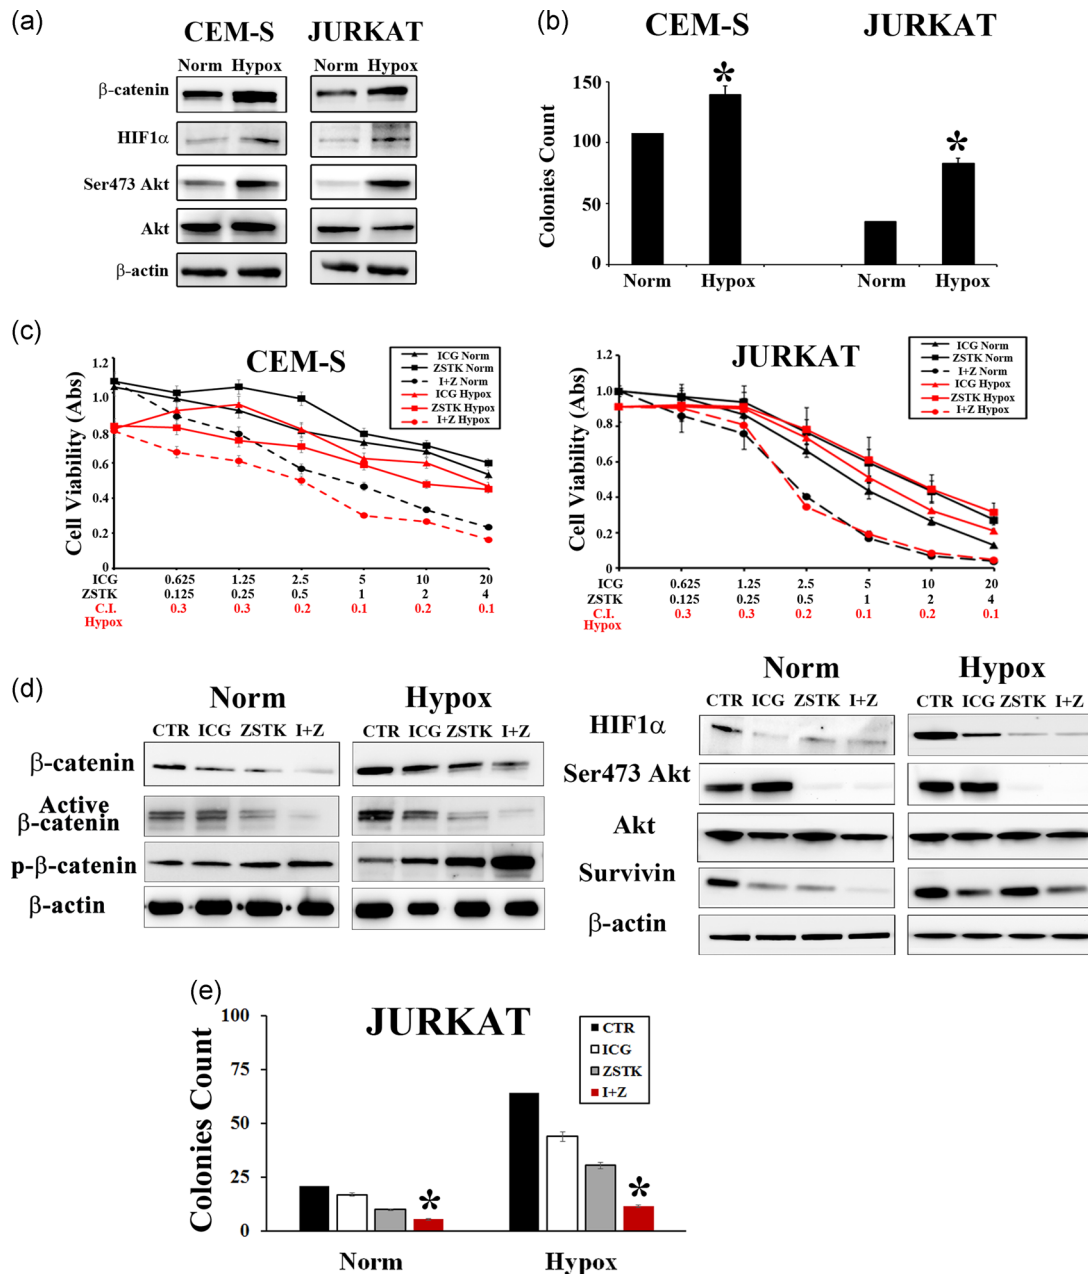 (a)
CEM-S JURKAT
Norm Hypox Norm Hypox
β-catenin
HIF1α
Ser473 Akt
Akt
β-actin
(b)
CEM-S JURKAT
Colonies Count
150
100
50
0
* *
Norm Hypox Norm Hypox
(c)
CEM-S
Cell Viability (Abs)
1.2
1.0
0.8
0.6
0.4
0.2
0
ICG Norm
ZSTK Norm
I+Z Norm
ICG Hypox
ZSTK Hypox
I+Z Hypox
ICG 0.625 1.25 2.5 5 10 20
ZSTK 0.125 0.25 0.5 1 2 4
C.I. 0.3 0.3 0.2 0.1 0.2 0.1
Hypox
JURKAT
Cell Viability (Abs)
1.2
1.0
0.8
0.6
0.4
0.2
0
ICG Norm
ZSTK Norm
I+Z Norm
ICG Hypox
ZSTK Hypox
I+Z Hypox
ICG 0.625 1.25 2.5 5 10 20
ZSTK 0.125 0.25 0.5 1 2 4
C.I. 0.3 0.3 0.2 0.1 0.2 0.1
Hypox
(d)
Norm Hypox
CTR ICG ZSTK I+Z CTR ICG ZSTK I+Z
β-catenin
Active
β-catenin
p-β-catenin
β-actin
Norm Hypox
CTR ICG ZSTK I+Z CTR ICG ZSTK I+Z
HIF1α
Ser473 Akt
Akt
Survivin
β-actin
(e)
JURKAT
Colonies Count
100
75
50
25
0
CTR
ICG
ZSTK
I+Z
* *
Norm Hypox